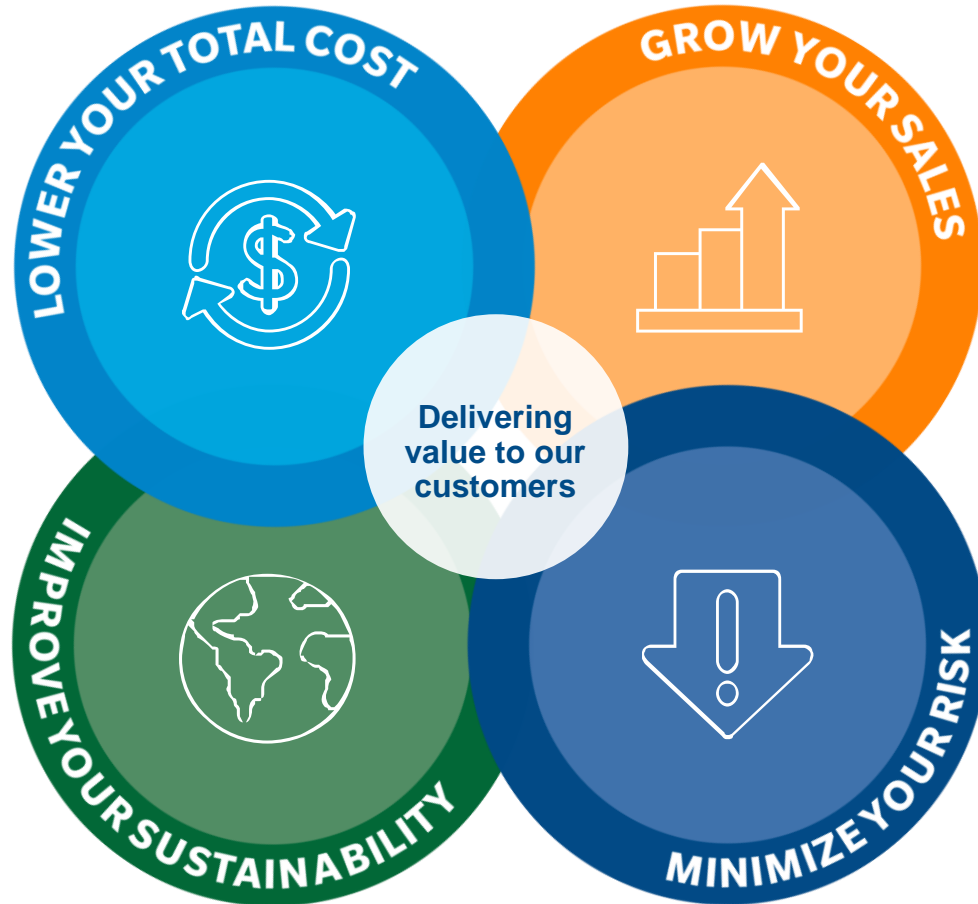 LOWER YOUR TOTAL COST
GROW YOUR SALES
Delivering
value to our
customers
IMPROVE YOUR SUSTAINABILITY
MINIMIZE YOUR RISK